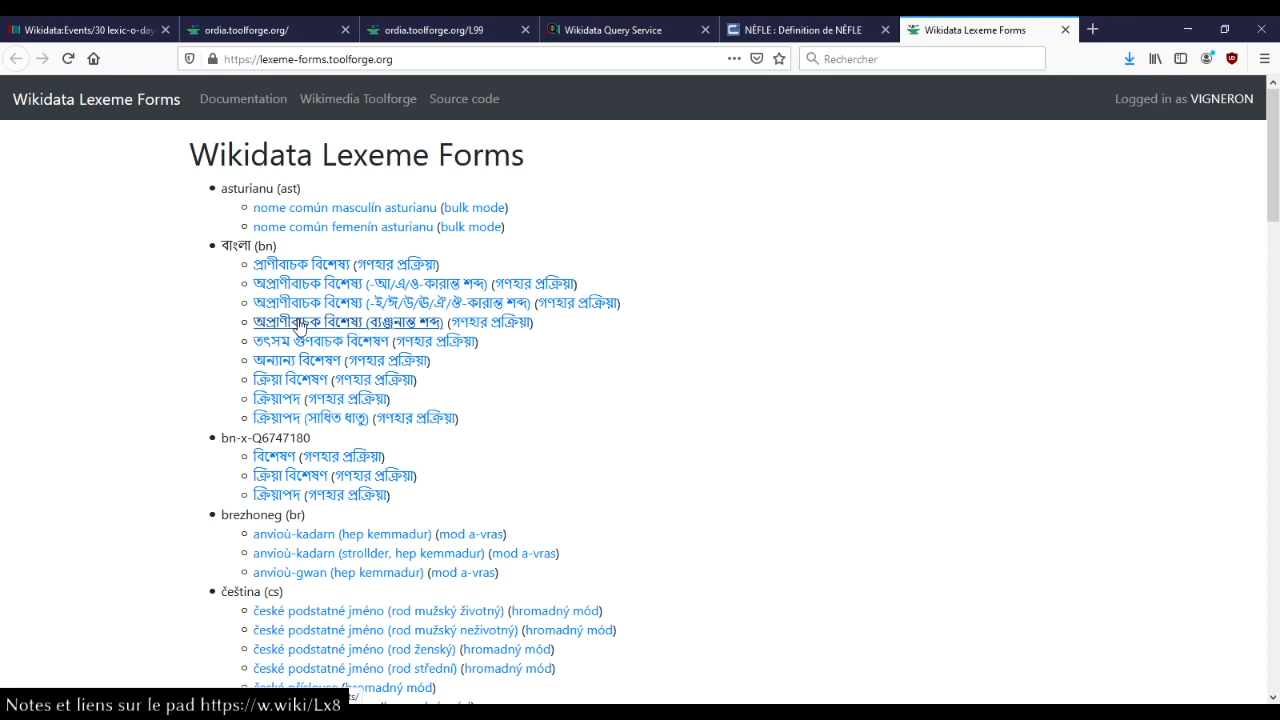 Wikidata:Events/30 lexic-o-day
ordia.toolforge.org/
ordia.toolforge.org/L99
Wikidata Query Service
NÈFLE : Définition de NÈFLE
Wikidata Lexeme Forms
https://lexeme-forms.toolforge.org
Rechercher
Wikidata Lexeme Forms Documentation Wikimedia Toolforge Source code Logged in as VIGNERON
Wikidata Lexeme Forms
asturianu (ast)
nome común masculín asturianu (bulk mode)
nome común femenín asturianu (bulk mode)
বাংলা (bn)
প্রাণীবাচক বিশেষ্য (গণহার প্রক্রিয়া)
অপ্রাণীবাচক বিশেষ্য (-আ/এ/ও-কারান্ত শব্দ) (গণহার প্রক্রিয়া)
অপ্রাণীবাচক বিশেষ্য (-ই/ঈ/উ/ঊ/ঐ/ঔ-কারান্ত শব্দ) (গণহার প্রক্রিয়া)
অপ্রাণীবাচক বিশেষ্য (ব্যঞ্জনান্ত শব্দ) (গণহার প্রক্রিয়া)
তৎসম গুণবাচক বিশেষণ (গণহার প্রক্রিয়া)
অন্যান্য বিশেষণ (গণহার প্রক্রিয়া)
ক্রিয়া বিশেষণ (গণহার প্রক্রিয়া)
ক্রিয়াপদ (গণহার প্রক্রিয়া)
ক্রিয়াপদ (সাধিত ধাতু) (গণহার প্রক্রিয়া)
bn-x-Q6747180
বিশেষণ (গণহার প্রক্রিয়া)
ক্রিয়া বিশেষণ (গণহার প্রক্রিয়া)
ক্রিয়াপদ (গণহার প্রক্রিয়া)
brezhoneg (br)
anvioù-kadarn (hep kemmadur) (mod a-vras)
anvioù-kadarn (strollder, hep kemmadur) (mod a-vras)
anvioù-gwan (hep kemmadur) (mod a-vras)
čeština (cs)
české podstatné jméno (rod mužský životný) (hromadný mód)
české podstatné jméno (rod mužský neživotný) (hromadný mód)
české podstatné jméno (rod ženský) (hromadný mód)
české podstatné jméno (rod střední) (hromadný mód)
české příslovce (hromadný mód)
Notes et liens sur le pad https://w.wiki/Lx8